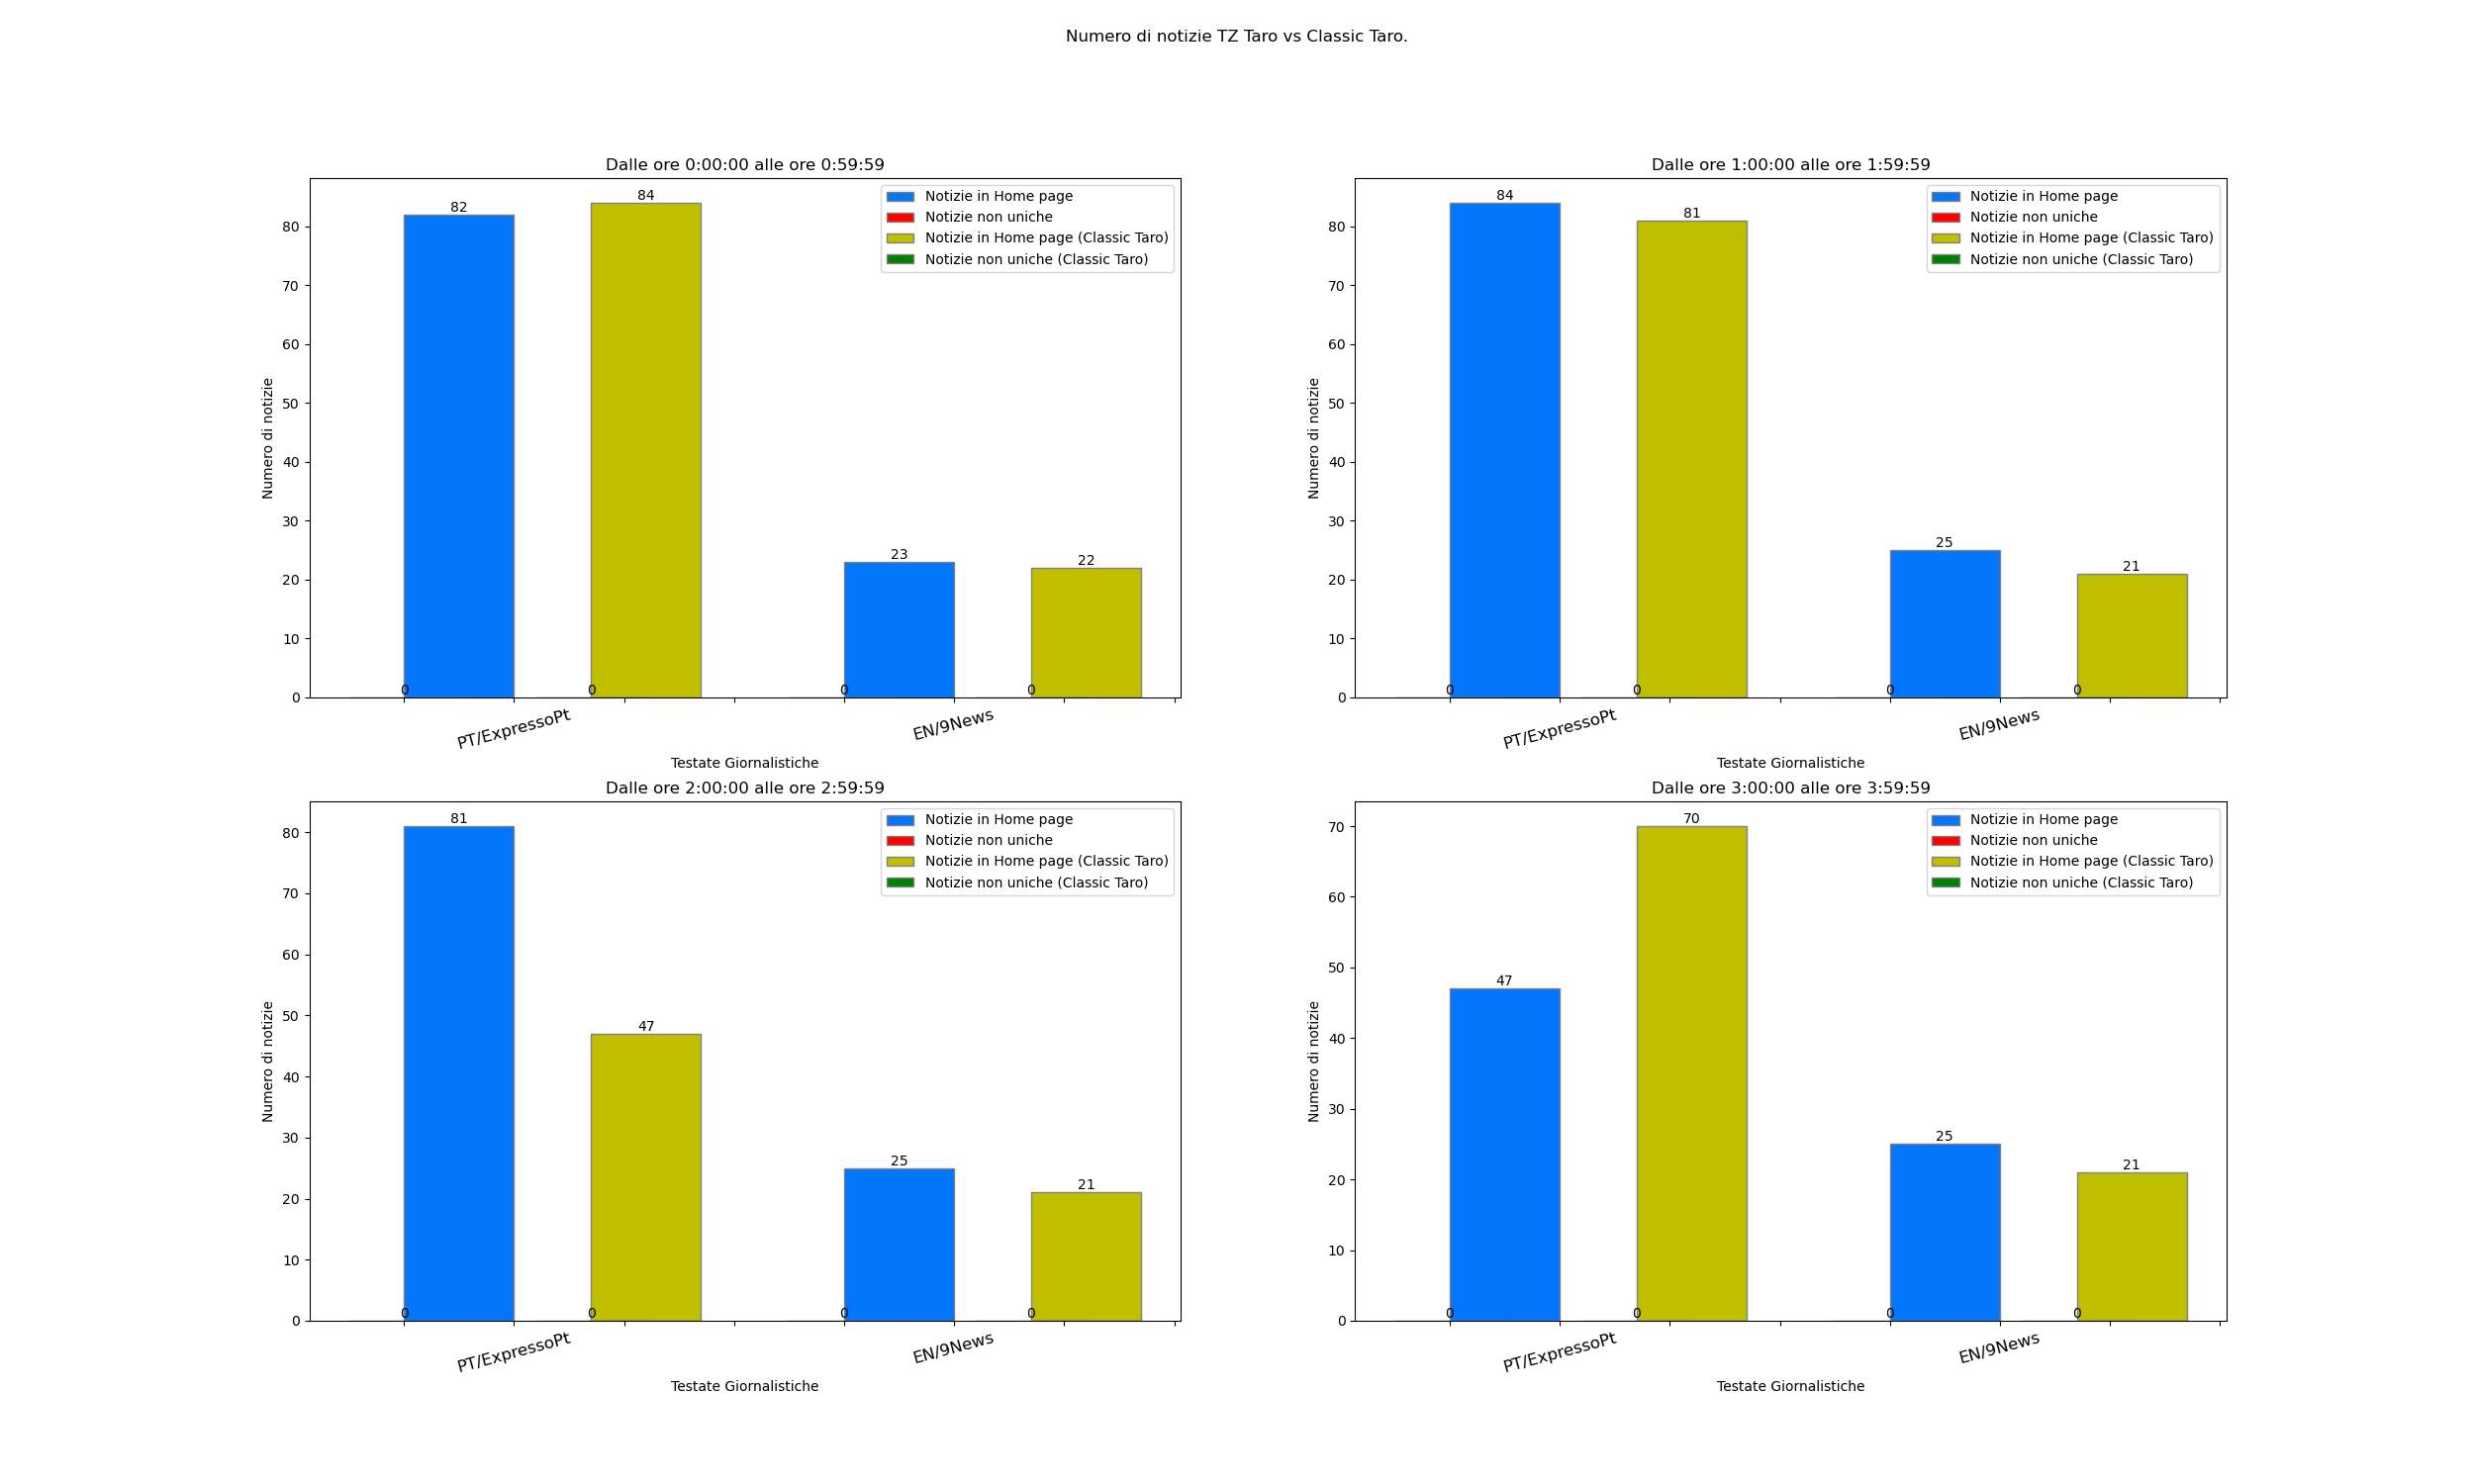 Numero di notizie TZ Taro vs Classic Taro.
Dalle ore 0:00:00 alle ore 0:59:59
Notizie in Home page
Notizie non uniche
Notizie in Home page (Classic Taro)
Notizie non uniche (Classic Taro)
Numero di notizie
80
70
60
50
40
30
20
10
0
82
84
23
22
0
0
0
0
PT/ExpressoPt
EN/9News
Testate Giornalistiche
Dalle ore 1:00:00 alle ore 1:59:59
Notizie in Home page
Notizie non uniche
Notizie in Home page (Classic Taro)
Notizie non uniche (Classic Taro)
Numero di notizie
80
70
60
50
40
30
20
10
0
84
81
25
21
0
0
0
0
PT/ExpressoPt
EN/9News
Testate Giornalistiche
Dalle ore 2:00:00 alle ore 2:59:59
Notizie in Home page
Notizie non uniche
Notizie in Home page (Classic Taro)
Notizie non uniche (Classic Taro)
Numero di notizie
80
70
60
50
40
30
20
10
0
81
47
25
21
0
0
0
0
PT/ExpressoPt
EN/9News
Testate Giornalistiche
Dalle ore 3:00:00 alle ore 3:59:59
Notizie in Home page
Notizie non uniche
Notizie in Home page (Classic Taro)
Notizie non uniche (Classic Taro)
Numero di notizie
70
60
50
40
30
20
10
0
47
70
25
21
0
0
0
0
PT/ExpressoPt
EN/9News
Testate Giornalistiche